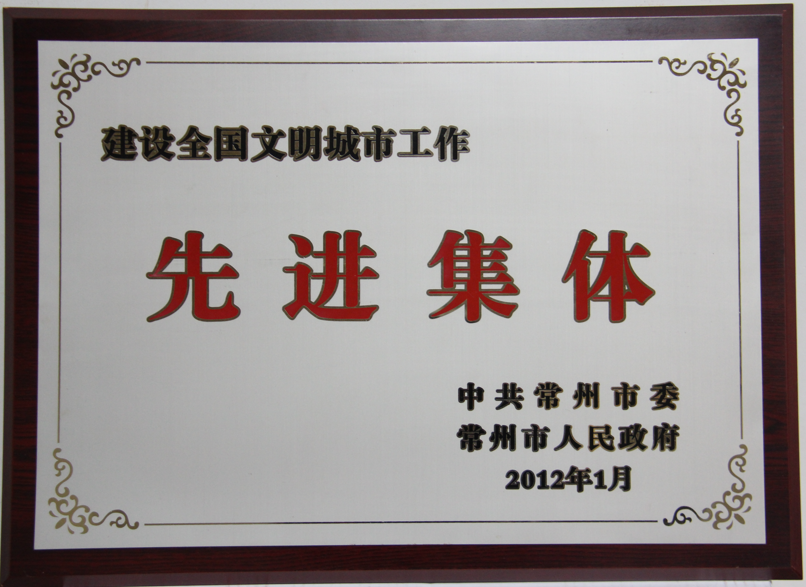 建设全国文明城市工作
先进集体
中共常州市委
常州市人民政府
2012年1月